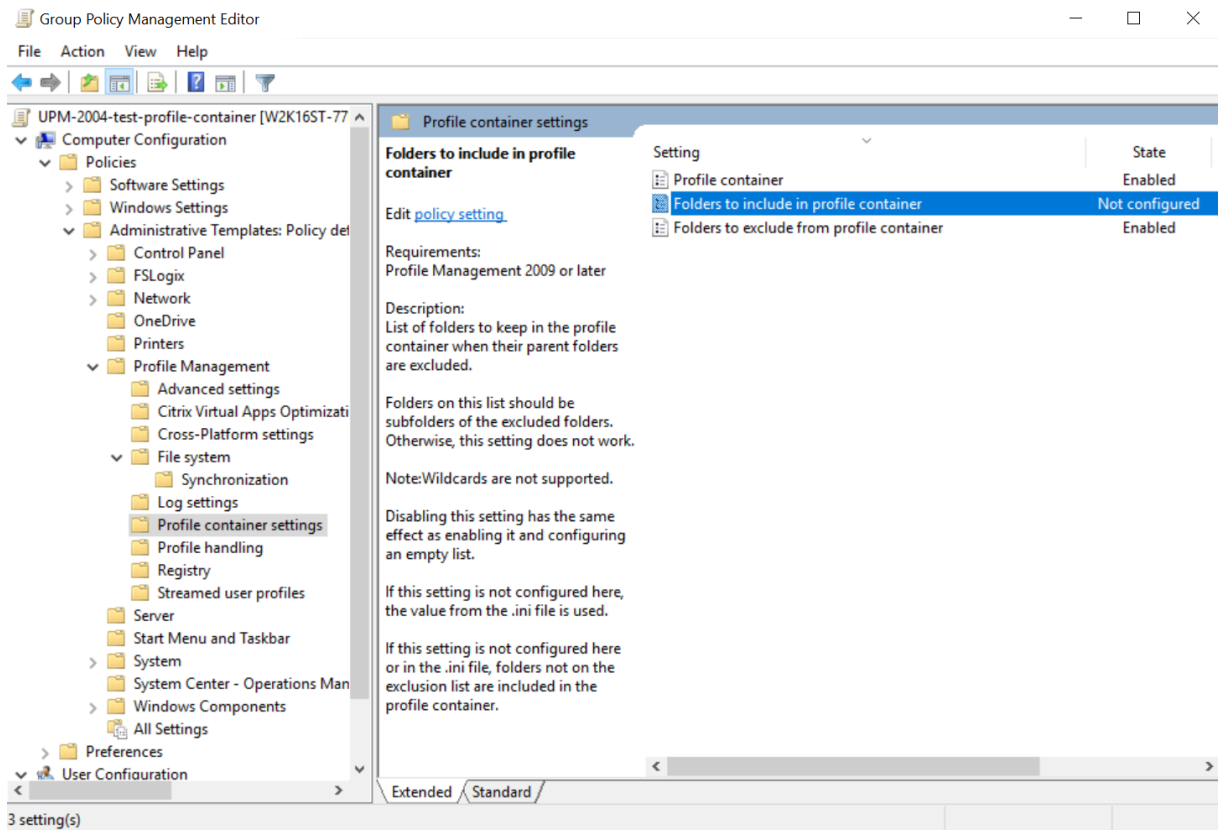 Group Policy Management Editor
File Action View Help
UPM-2004-test-profile-container [W2K16ST-77
Computer Configuration
Policies
Software Settings
Windows Settings
Administrative Templates: Policy def
Control Panel
FSLogix
Network
OneDrive
Printers
Profile Management
Advanced settings
Citrix Virtual Apps Optimizati
Cross-Platform settings
File system
Synchronization
Log settings
Profile container settings
Profile handling
Registry
Streamed user profiles
Server
Start Menu and Taskbar
System
System Center - Operations Man
Windows Components
All Settings
Preferences
User Configuration
Profile container settings
Folders to include in profile
container
Edit policy setting
Requirements:
Profile Management 2009 or later
Description:
List of folders to keep in the profile
container when their parent folders
are excluded.
Folders on this list should be
subfolders of the excluded folders.
Otherwise, this setting does not work.
Note:Wildcards are not supported.
Disabling this setting has the same
effect as enabling it and configuring
an empty list.
If this setting is not configured here,
the value from the .ini file is used.
If this setting is not configured here
or in the .ini file, folders not on the
exclusion list are included in the
profile container.
Setting State
Profile container Enabled
Folders to include in profile container Not configured
Folders to exclude from profile container Enabled
Extended Standard
3 setting(s)